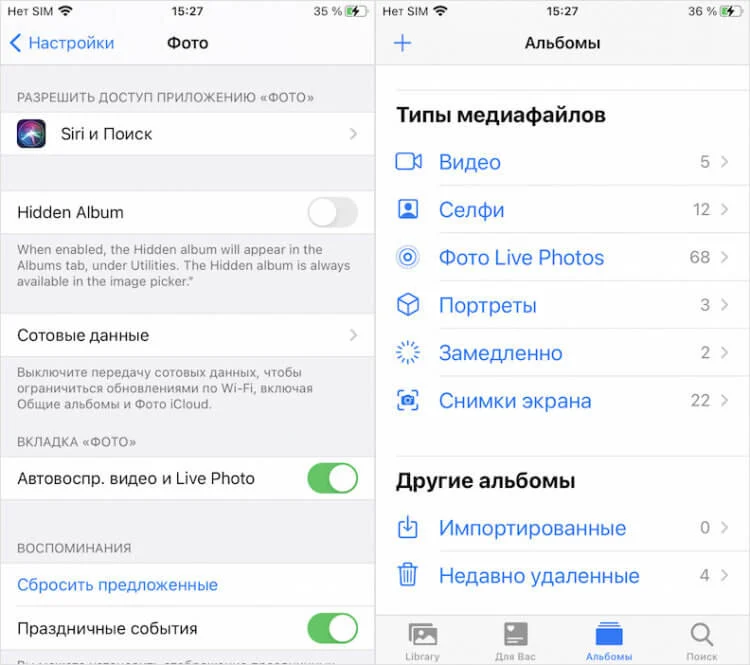 Нет SIM 15:27 35 %
Настройки Фото
РАЗРЕШИТЬ ДОСТУП ПРИЛОЖЕНИЮ «ФОТО»
Siri и Поиск
Hidden Album
When enabled, the Hidden album will appear in the
Albums tab, under Utilities. The Hidden album is always
available in the image picker."
Сотовые данные
Выключите передачу сотовых данных, чтобы
ограничиться обновлениями по Wi-Fi, включая
Общие альбомы и Фото iCloud.
ВКЛАДКА «ФОТО»
Автовоспр. видео и Live Photo
ВОСПОМИНАНИЯ
Сбросить предложенные
Праздничные события
Нет SIM 15:27 36 %
Альбомы
Типы медиафайлов
Видео 5
Селфи 12
Фото Live Photos 68
Портреты 3
Замедленно 2
Снимки экрана 22
Другие альбомы
Импортированные 0
Недавно удаленные 4
Library Для Вас Альбомы Поиск